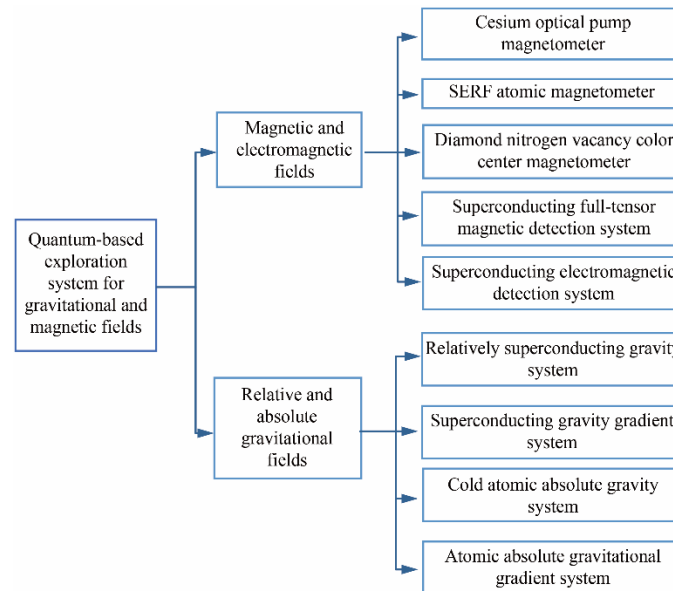 Quantum-based
exploration
system for
gravitational and
magnetic fields
Magnetic and
electromagnetic
fields
Cesium optical pump
magnetometer
SERF atomic magnetometer
Diamond nitrogen vacancy color
center magnetometer
Superconducting full-tensor
magnetic detection system
Superconducting electromagnetic
detection system
Relative and
absolute
gravitational
fields
Relatively superconducting gravity
system
Superconducting gravity gradient
system
Cold atomic absolute gravity
system
Atomic absolute gravitational
gradient system